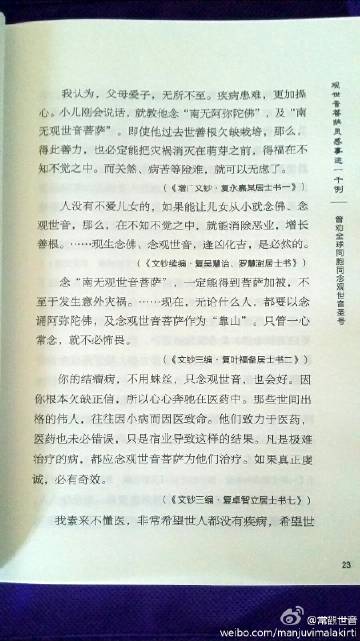 我认为，父母爱子，无所不至。疾病患难，更加操
心。小儿刚会说话，就教他念“南无阿弥陀佛，及“南
无观世音菩萨”。即使他过去世善根欠缺栽培，那么，
得此善力，也必定能把灾祸消灭在萌芽之前，得福在不
知不觉之中。而关煞、病苦等险难，就可以无虑了。
（《增广文钞·复永嘉某居士书一》）
人没有不爱儿女的，如果能让儿女从小就念佛、念
观世音，那么，在不知不觉之中，就能消除恶业，增长
善根。……现生念佛、念观世音，逢凶化吉，是必然的。
（《文钞续编·复吴慧诒、罗慧澍居士书》）
念“南无观世音菩萨”，一定能得到菩萨加被，不
至于发生意外灾祸。……现在，无论什么人，都要以念
诵阿弥陀佛，及念观世音菩萨作为“靠山”。只管一心
常念，就不必怖畏。
（《文钞三编·复叶福备居士书二》）
你的结瘤病，不用蛛丝，只念观世音，也会好。因
你根本欠缺正信，所以心心奔驰在医药中。那些世间出
格的伟人，往往因小病而因医致命。他们致力于医药，
医药也未必错误，只是宿业导致这样的结果。凡是极难
治疗的病，都应念观世音菩萨为他们治疗。如果真正虔
诚，必有奇效。
（《文钞三编·复卓智立居士书七》）
我素来不懂医，非常希望世人都没有疾病，希望世
观世音菩萨灵感事迹一千例
普劝全球同胞同念观世音圣号
23
@常觀世音
weibo.com/manjuvimalakirti